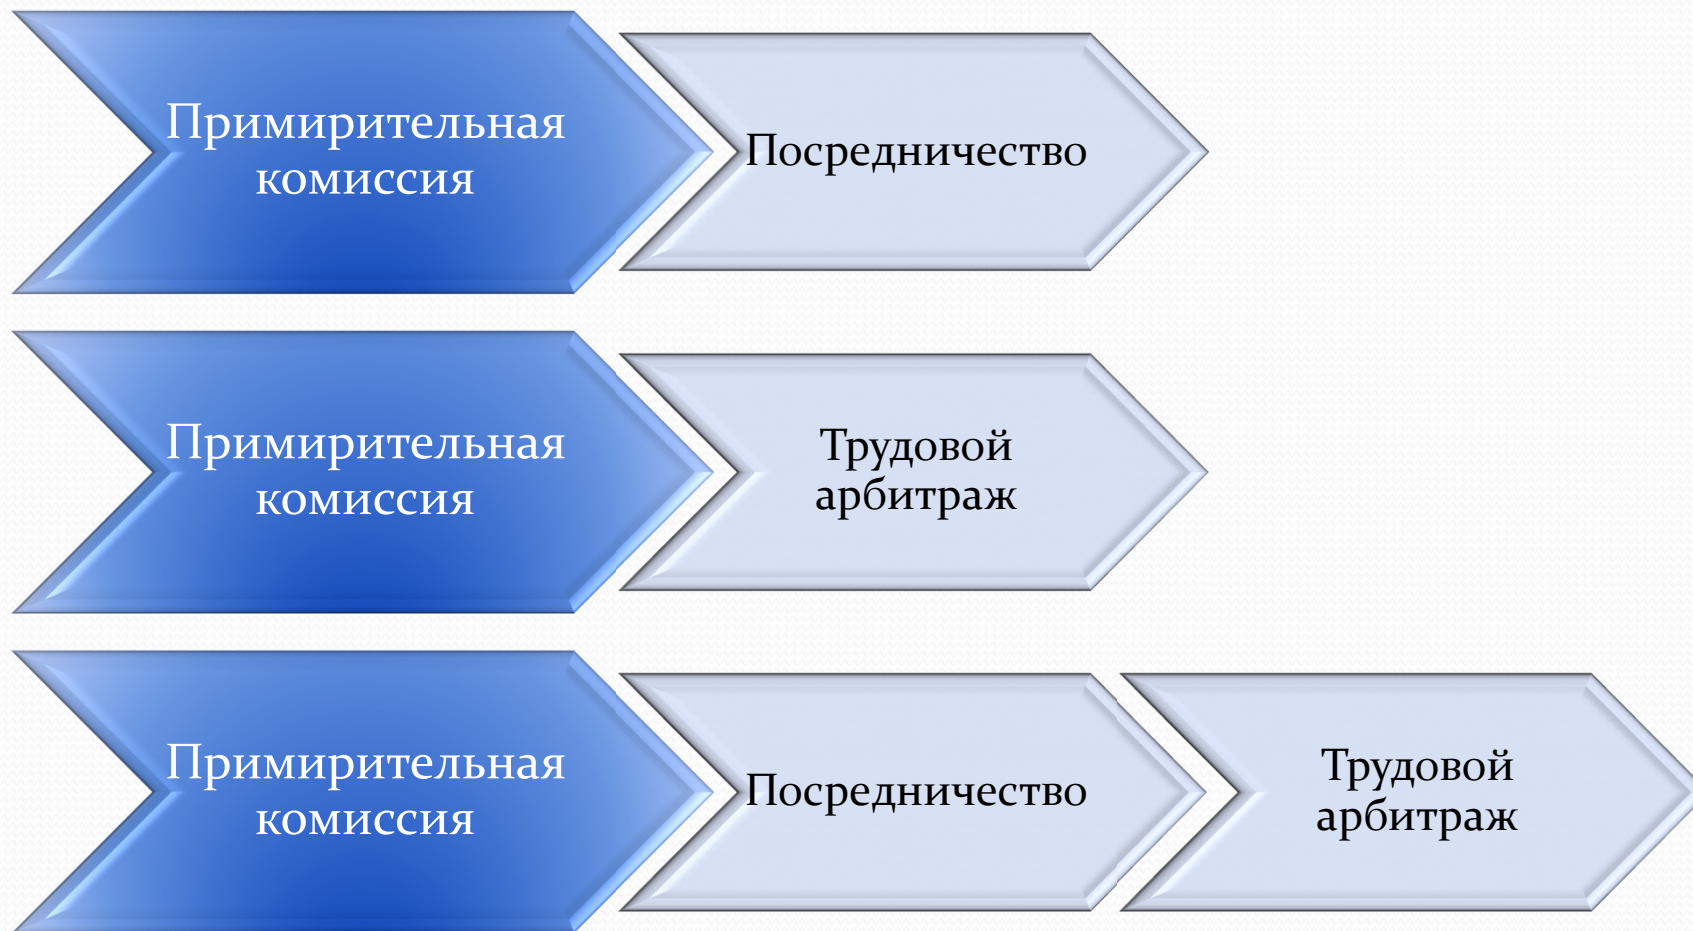 Примирительная
комиссия
Посредничество
Примирительная
комиссия
Трудовой
арбитраж
Примирительная
комиссия
Посредничество
Трудовой
арбитраж